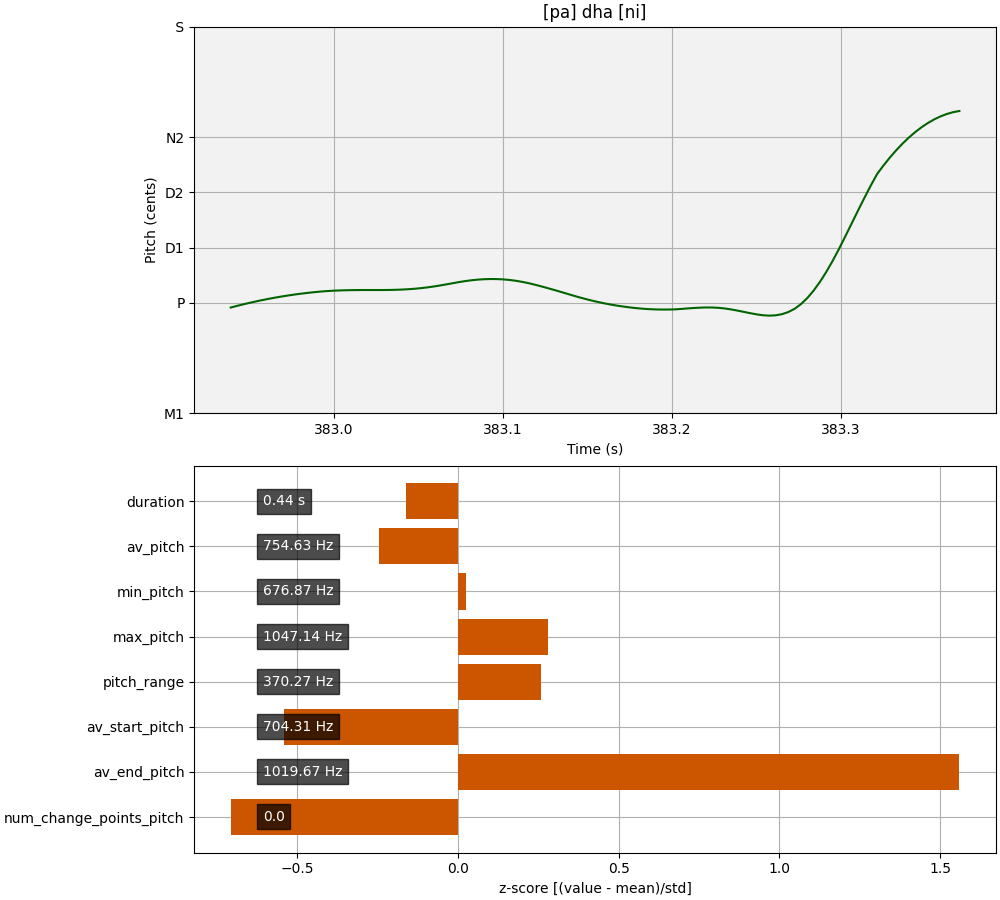 [pa] dha [ni]
S
N2
D2
D1
P
M1
Pitch (cents)
383.0 383.1 383.2 383.3
Time (s)
duration 0.44 s
av_pitch 754.63 Hz
min_pitch 676.87 Hz
max_pitch 1047.14 Hz
pitch_range 370.27 Hz
av_start_pitch 704.31 Hz
av_end_pitch 1019.67 Hz
num_change_points_pitch 0.0
−0.5 0.0 0.5 1.0 1.5
z-score [(value - mean)/std]